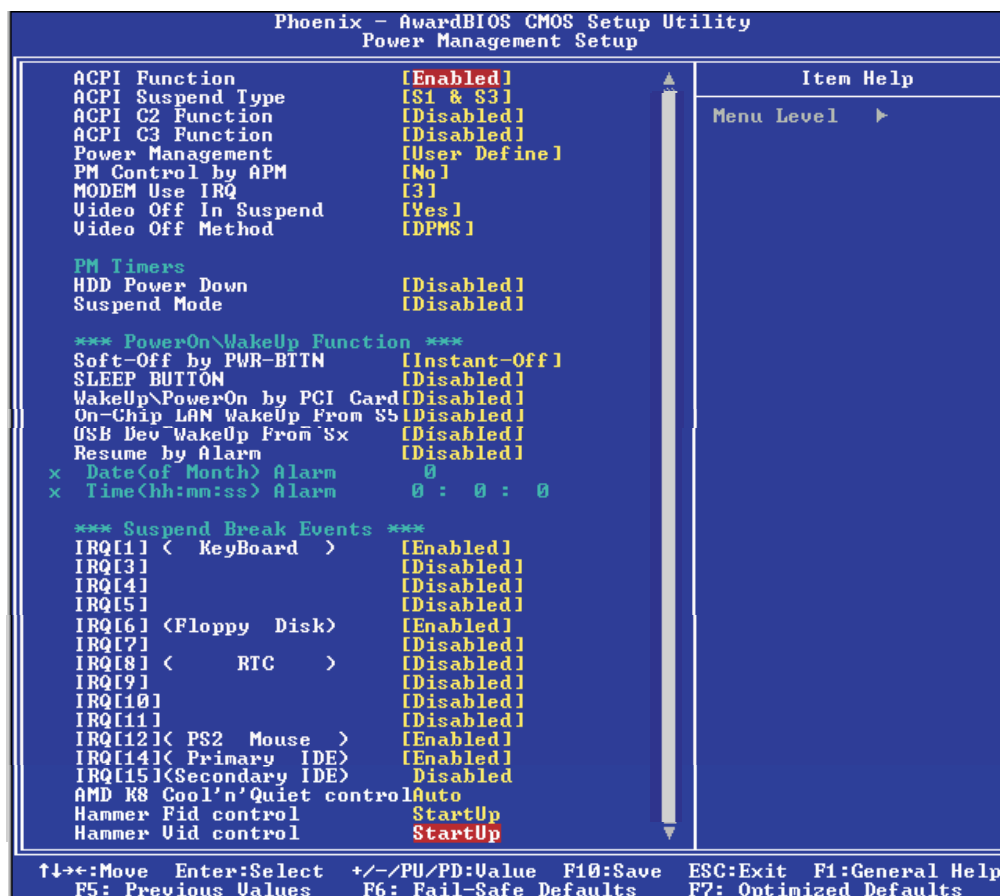 Phoenix - AwardBIOS CMOS Setup Utility
Power Management Setup
ACPI Function [Enabled]
ACPI Suspend Type [S1 & S3]
ACPI C2 Function [Disabled]
ACPI C3 Function [Disabled]
Power Management [User Define]
PM Control by APM [No]
MODEM Use IRQ [3]
Video Off In Suspend [Yes]
Video Off Method [DPMS]
PM Timers
HDD Power Down [Disabled]
Suspend Mode [Disabled]
*** PowerOn\WakeUp Function ***
Soft-Off by PWR-BTTN [Instant-Off]
SLEEP BUTTON [Disabled]
WakeUp\PowerOn by PCI Card[Disabled]
On-Chip LAN WakeUp From S5[Disabled]
USB Dev WakeUp From Sx [Disabled]
Resume by Alarm [Disabled]
x Date(of Month) Alarm 0
x Time(hh:mm:ss) Alarm 0 : 0 : 0
*** Suspend Break Events ***
IRQ[1] ( KeyBoard ) [Enabled]
IRQ[3] [Disabled]
IRQ[4] [Disabled]
IRQ[5] [Disabled]
IRQ[6] (Floppy Disk) [Enabled]
IRQ[7] [Disabled]
IRQ[8] ( RTC ) [Disabled]
IRQ[9] [Disabled]
IRQ[10] [Disabled]
IRQ[11] [Disabled]
IRQ[12]( PS2 Mouse ) [Enabled]
IRQ[14]( Primary IDE) [Enabled]
IRQ[15](Secondary IDE) Disabled
AMD K8 Cool'n'Quiet controlAuto
Hammer Fid control StartUp
Hammer Vid control StartUp
Item Help
Menu Level ►
↑↓→←:Move Enter:Select +/-/PU/PD:Value F10:Save ESC:Exit F1:General Help
F5: Previous Values F6: Fail-Safe Defaults F7: Optimized Defaults